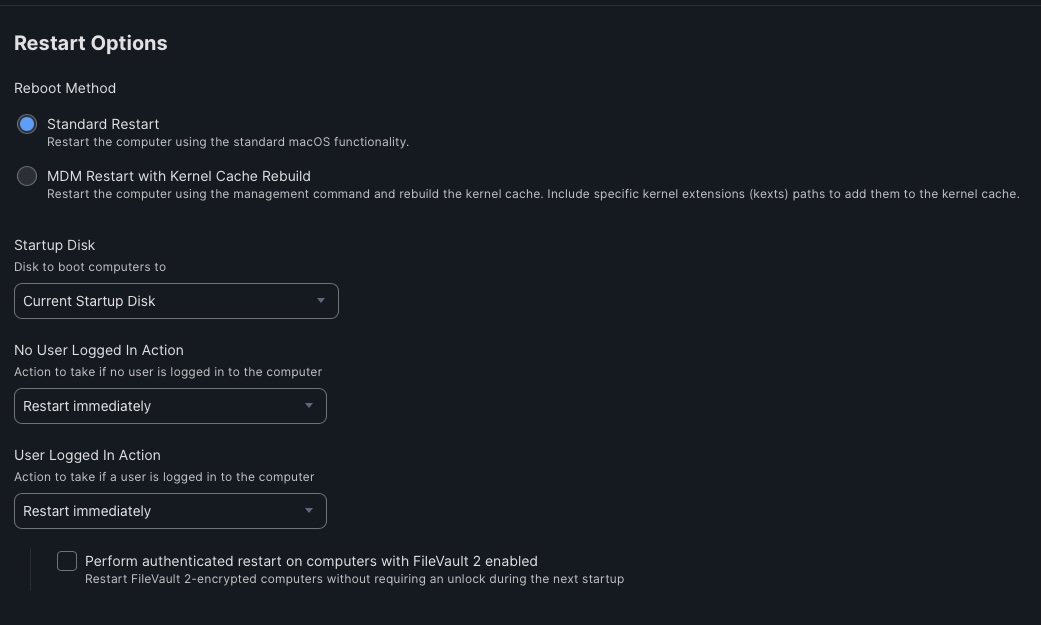 Restart Options
Reboot Method
Standard Restart
Restart the computer using the standard macOS functionality.
MDM Restart with Kernel Cache Rebuild
Restart the computer using the management command and rebuild the kernel cache. Include specific kernel extensions (kexts) paths to add them to the kernel cache.
Startup Disk
Disk to boot computers to
Current Startup Disk
No User Logged In Action
Action to take if no user is logged in to the computer
Restart immediately
User Logged In Action
Action to take if a user is logged in to the computer
Restart immediately
Perform authenticated restart on computers with FileVault 2 enabled
Restart FileVault 2-encrypted computers without requiring an unlock during the next startup